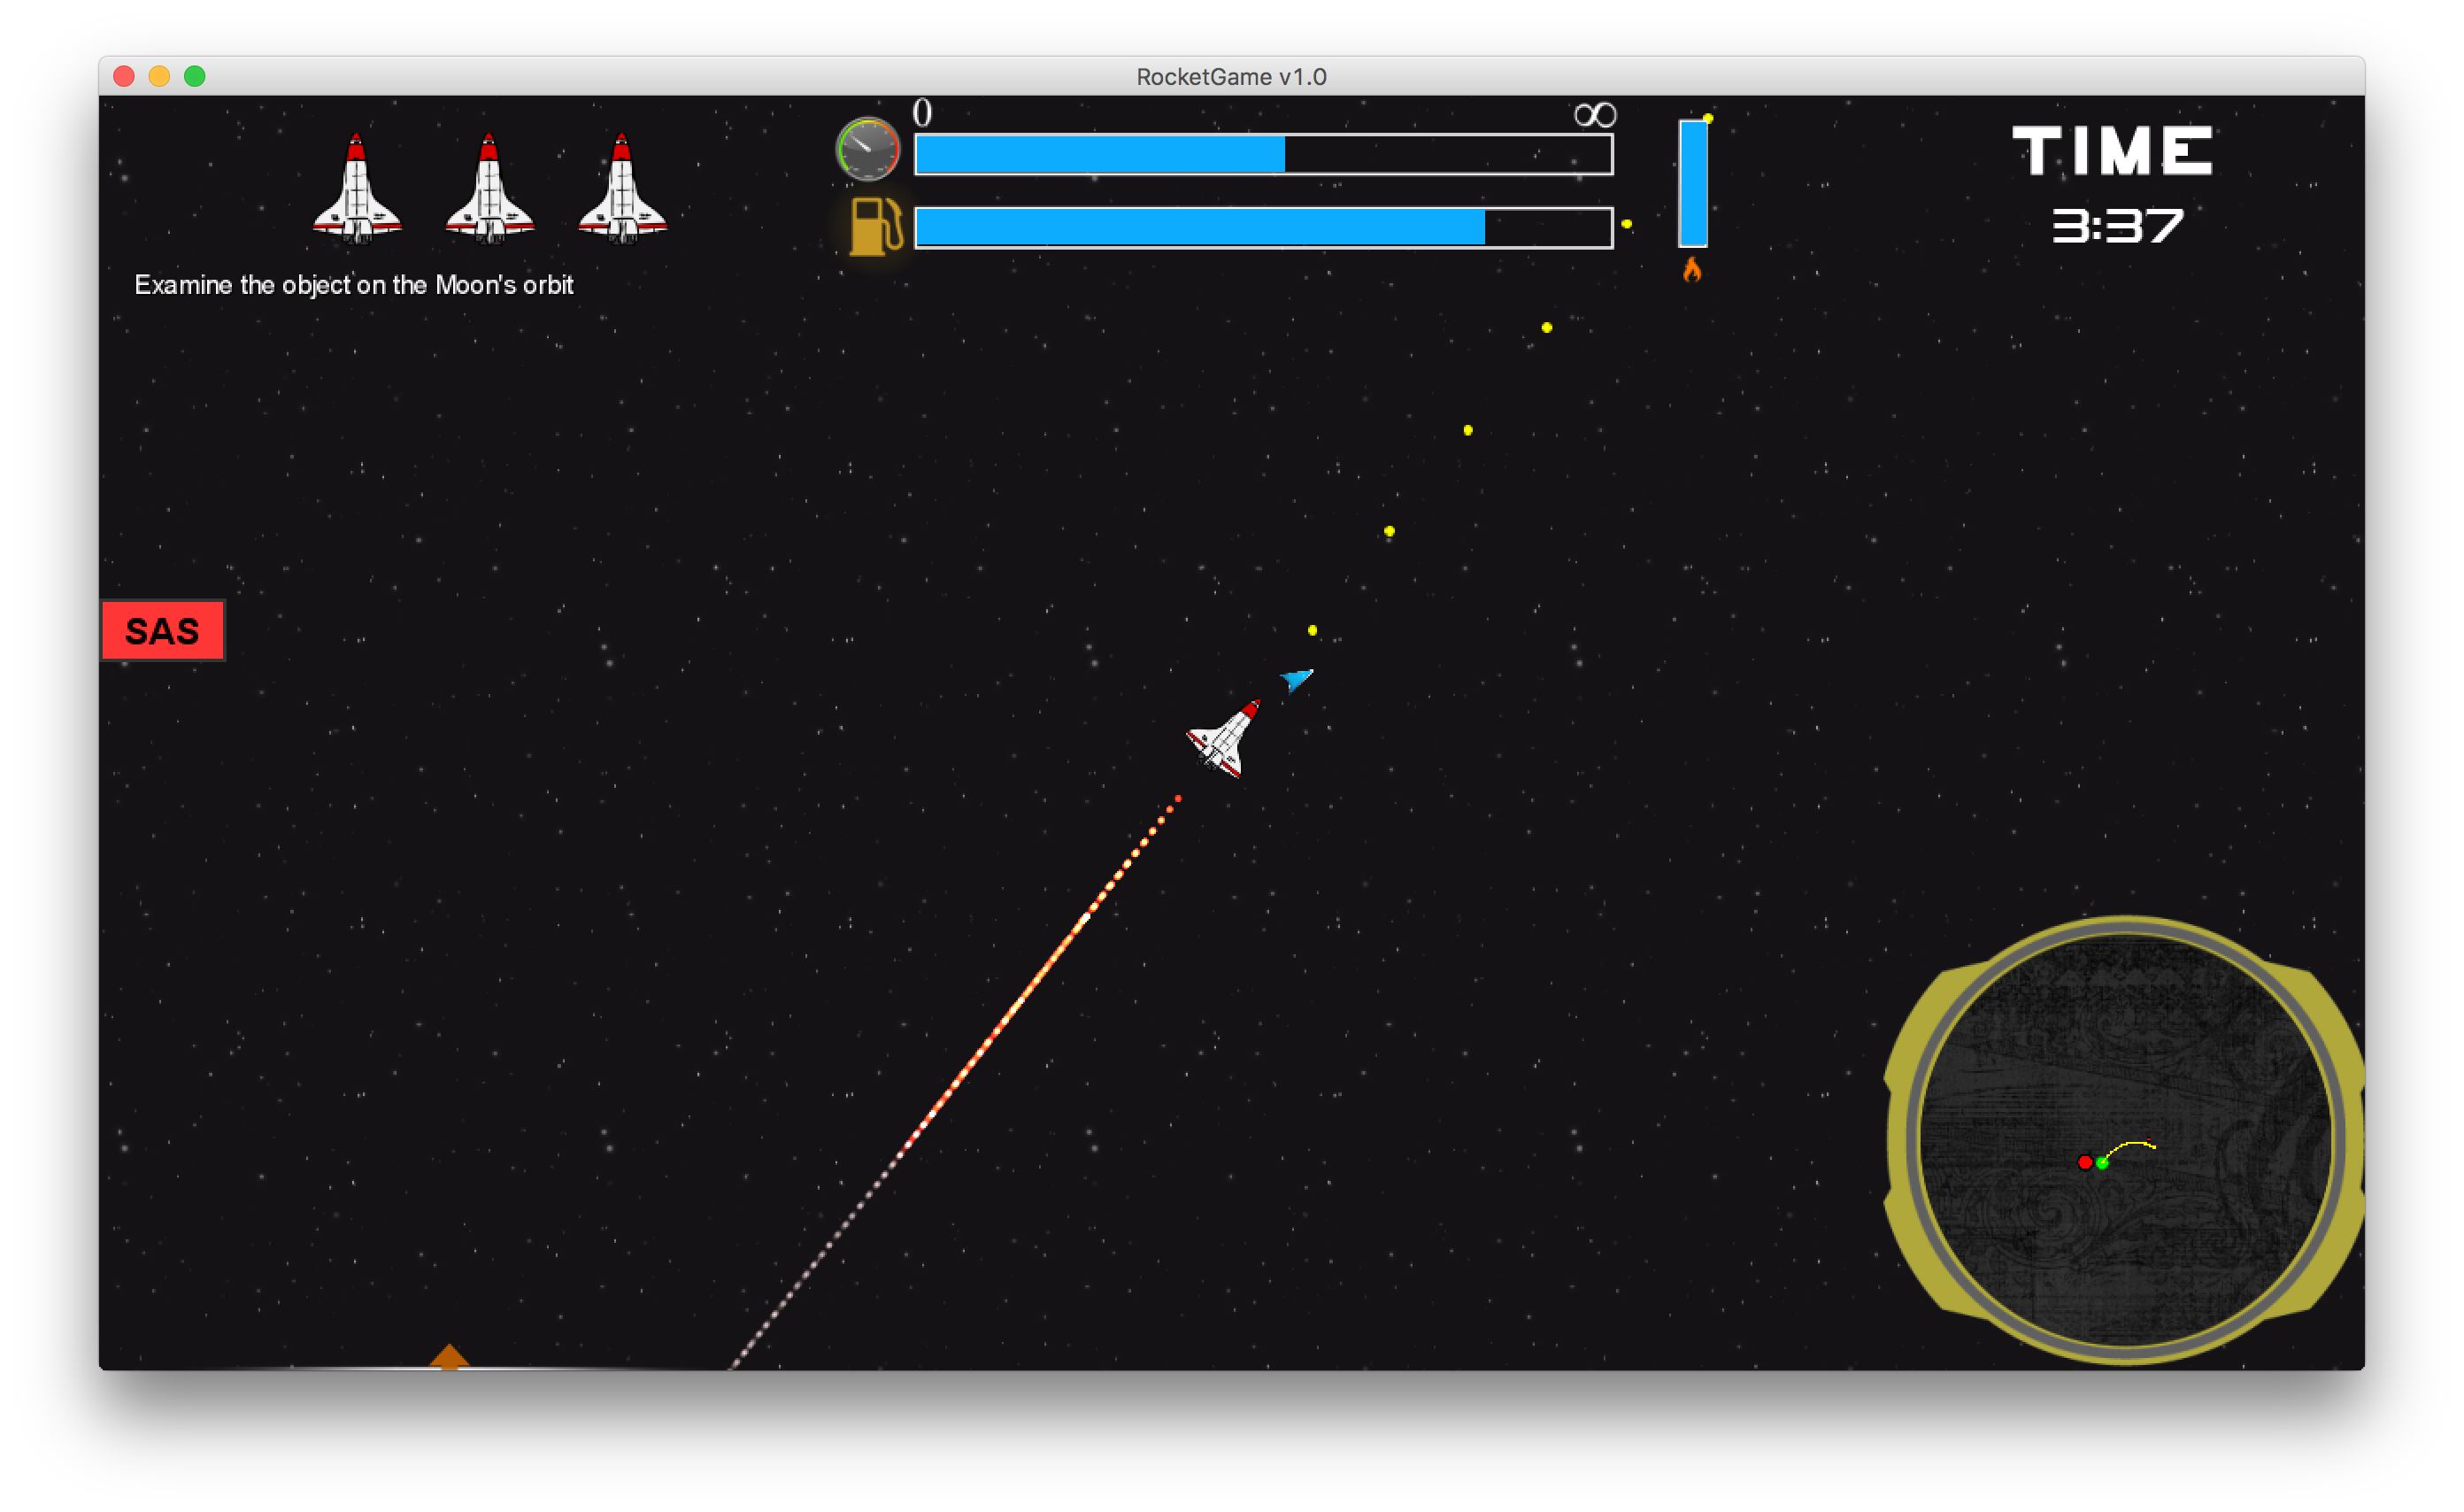 RocketGame v1.0
0 ∞
TIME
3:37
Examine the object on the Moon's orbit
SAS